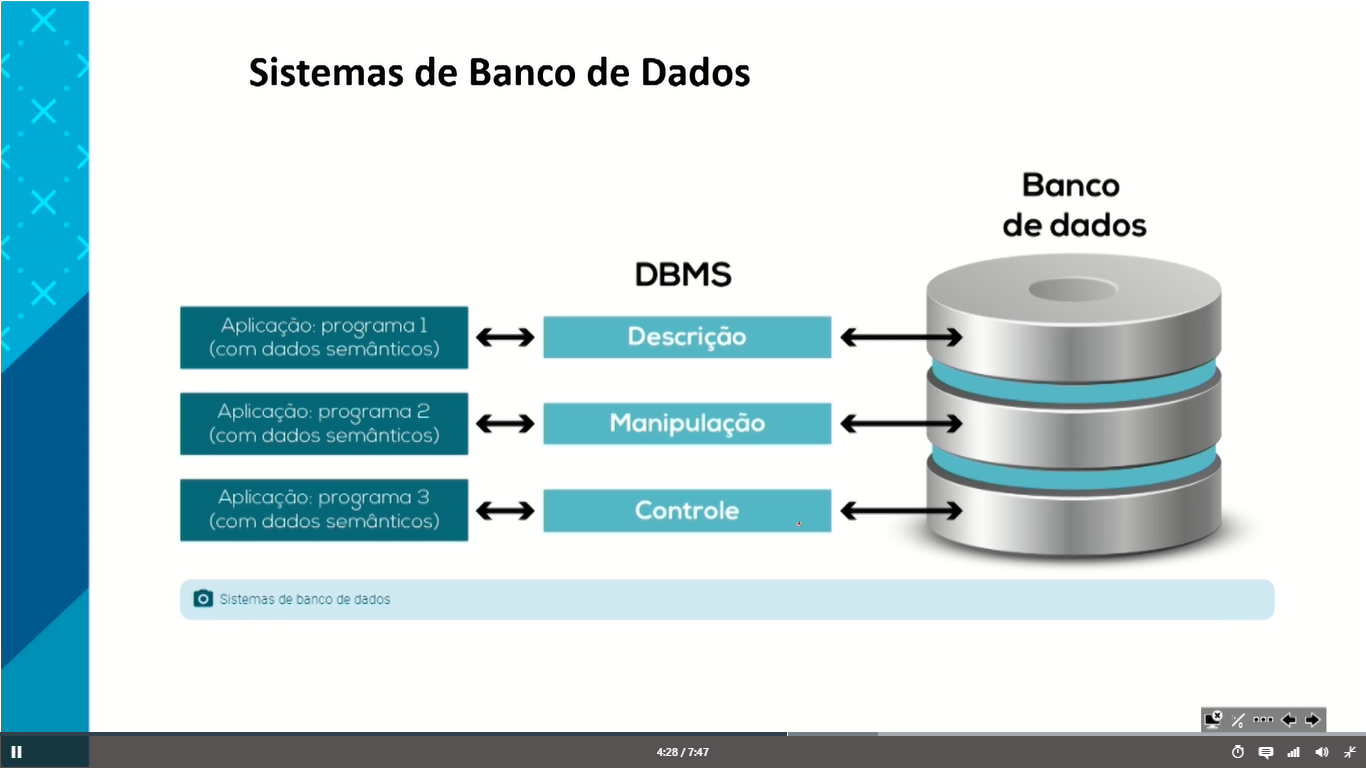 Sistemas de Banco de Dados
Banco
de dados
DBMS
Aplicação: programa 1
(com dados semânticos)
Descrição
Aplicação: programa 2
(com dados semânticos)
Manipulação
Aplicação: programa 3
(com dados semânticos)
Controle
Sistemas de banco de dados
4:28 / 7:47